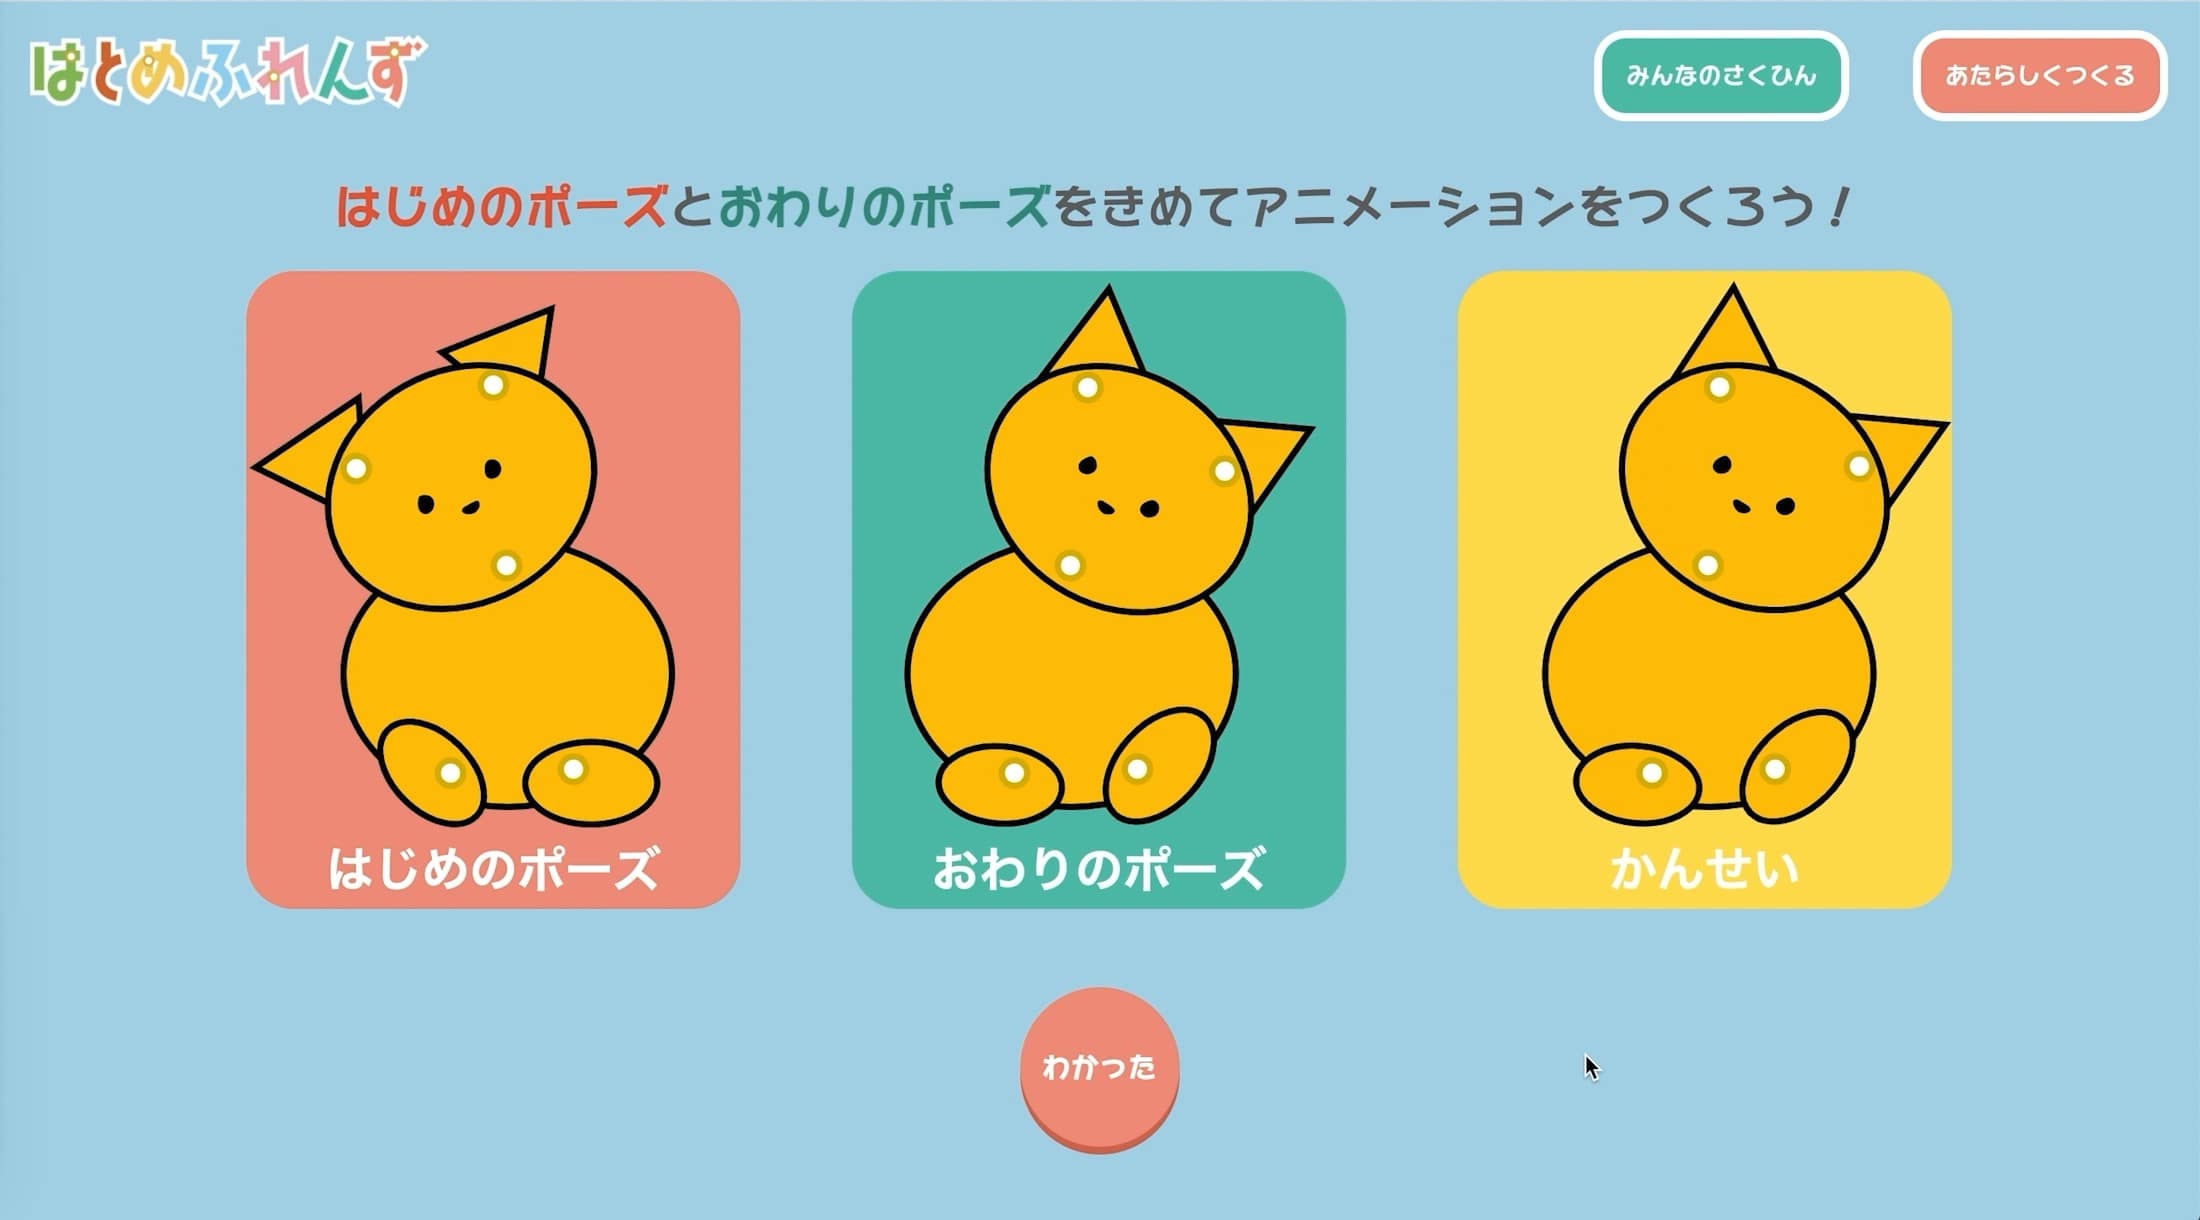 はとめふれんず
みんなのさくひん
あたらしくつくる
はじめのポーズとおわりのポーズをきめてアニメーションをつくろう！
はじめのポーズ
おわりのポーズ
かんせい
わかった